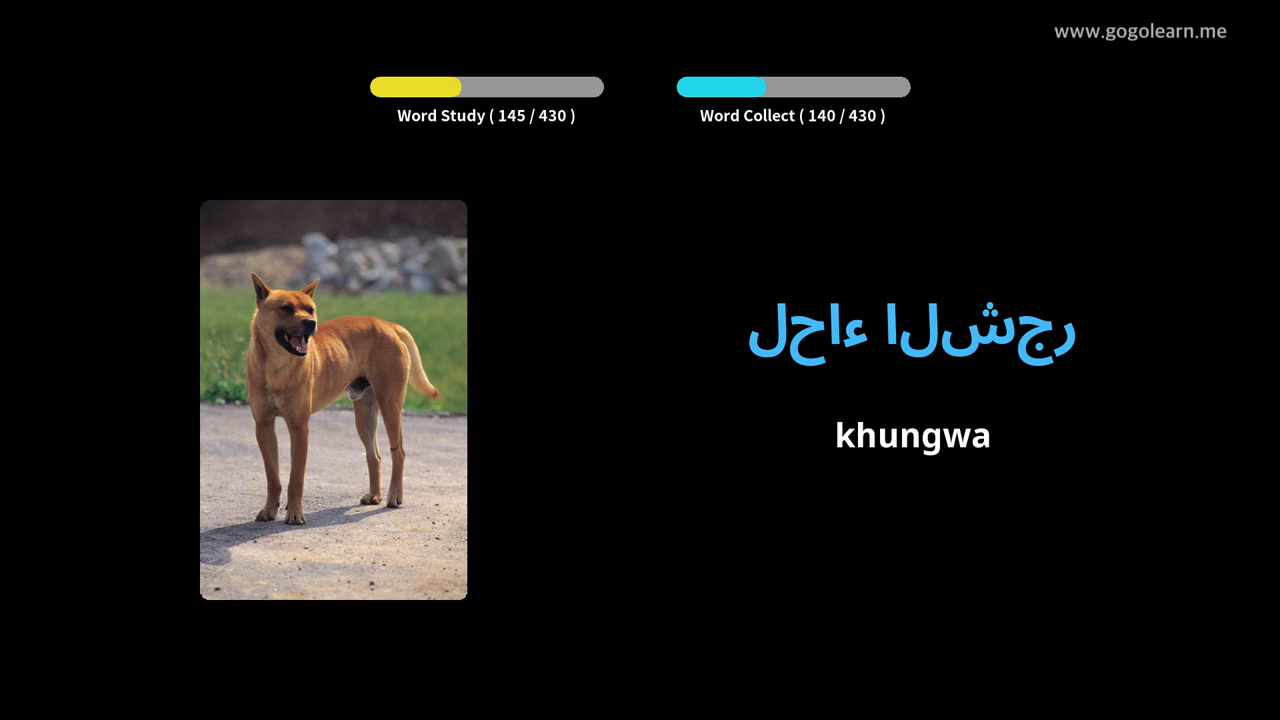 www.gogolearn.me
Word Study ( 145 / 430 )
Word Collect ( 140 / 430 )
لحاء الشجر
khungwa